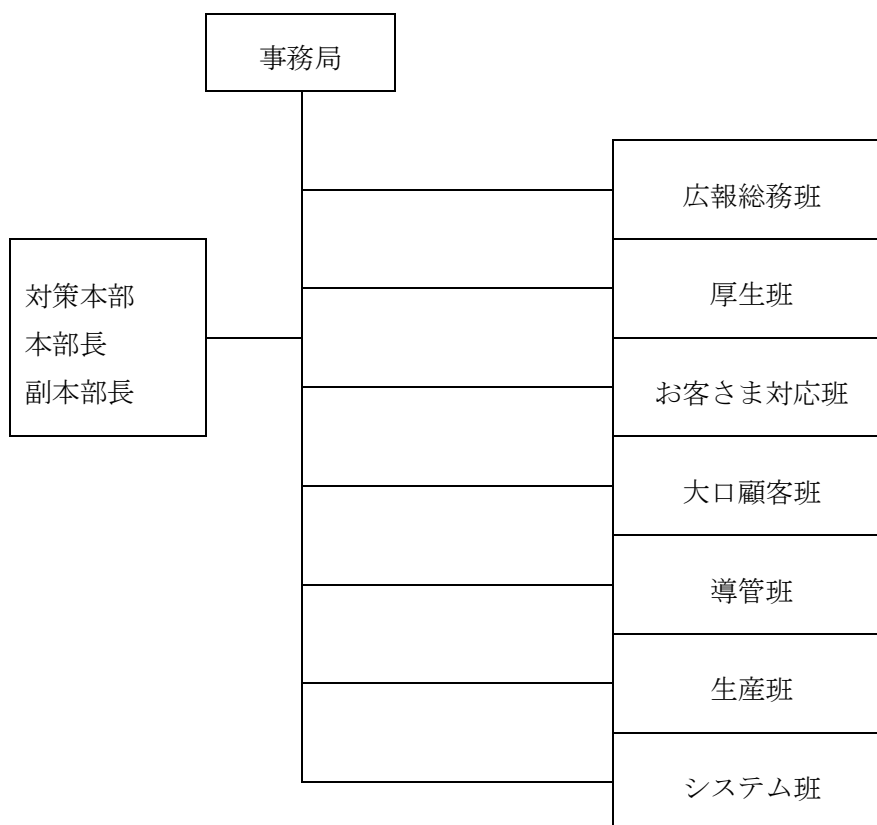 事務局
対策本部
本部長
副本部長
広報総務班
厚生班
お客さま対応班
大口顧客班
導管班
生産班
システム班